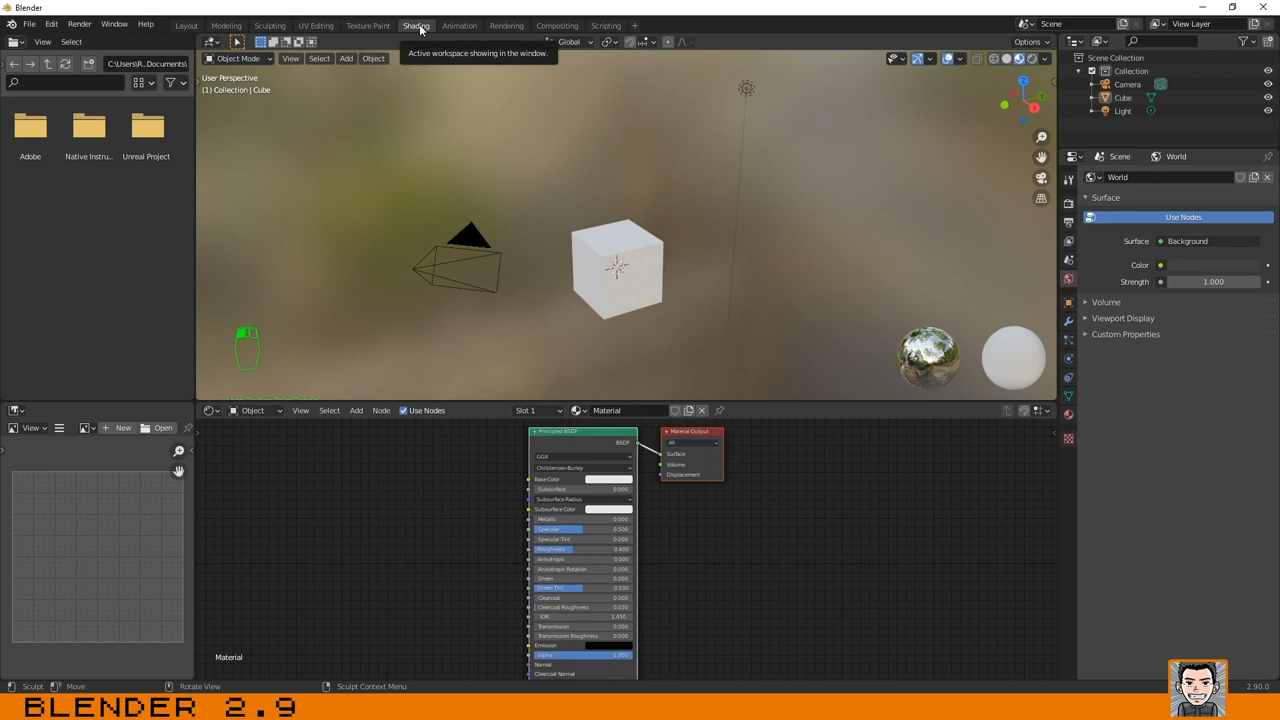 Blender
File Edit Render Window Help Layout Modeling Sculpting UV Editing Texture Paint Shading Animation Rendering Compositing Scripting + Scene View Layer
View Select Global Options
Active workspace showing in the window.
C:\Users\R...Documents\ Object Mode View Select Add Object
User Perspective
(1) Collection | Cube
Scene Collection
Collection
Camera
Cube
Light
Z
Y
X
Adobe Native Instru... Unreal Project
Scene World
World
Surface
Use Nodes
Surface Background
Color
Strength 1.000
Volume
Viewport Display
Custom Properties
Object View Select Add Node Use Nodes Slot 1 Material
View New Open
Principled BSDF
BSDF
GGX
Christensen-Burley
Base Color
Subsurface 0.000
Subsurface Radius
Subsurface Color
Metallic 0.000
Specular 0.500
Specular Tint 0.000
Roughness 0.400
Anisotropic 0.000
Anisotropic Rotation 0.000
Sheen 0.000
Sheen Tint 0.500
Clearcoat 0.000
Clearcoat Roughness 0.030
IOR 1.450
Transmission 0.000
Transmission Roughness 0.000
Emission
Alpha 1.000
Normal
Clearcoat Normal
Material Output
All
Surface
Volume
Displacement
Material
Sculpt Move Rotate View Sculpt Context Menu 2.90.0
BLENDER 2.9